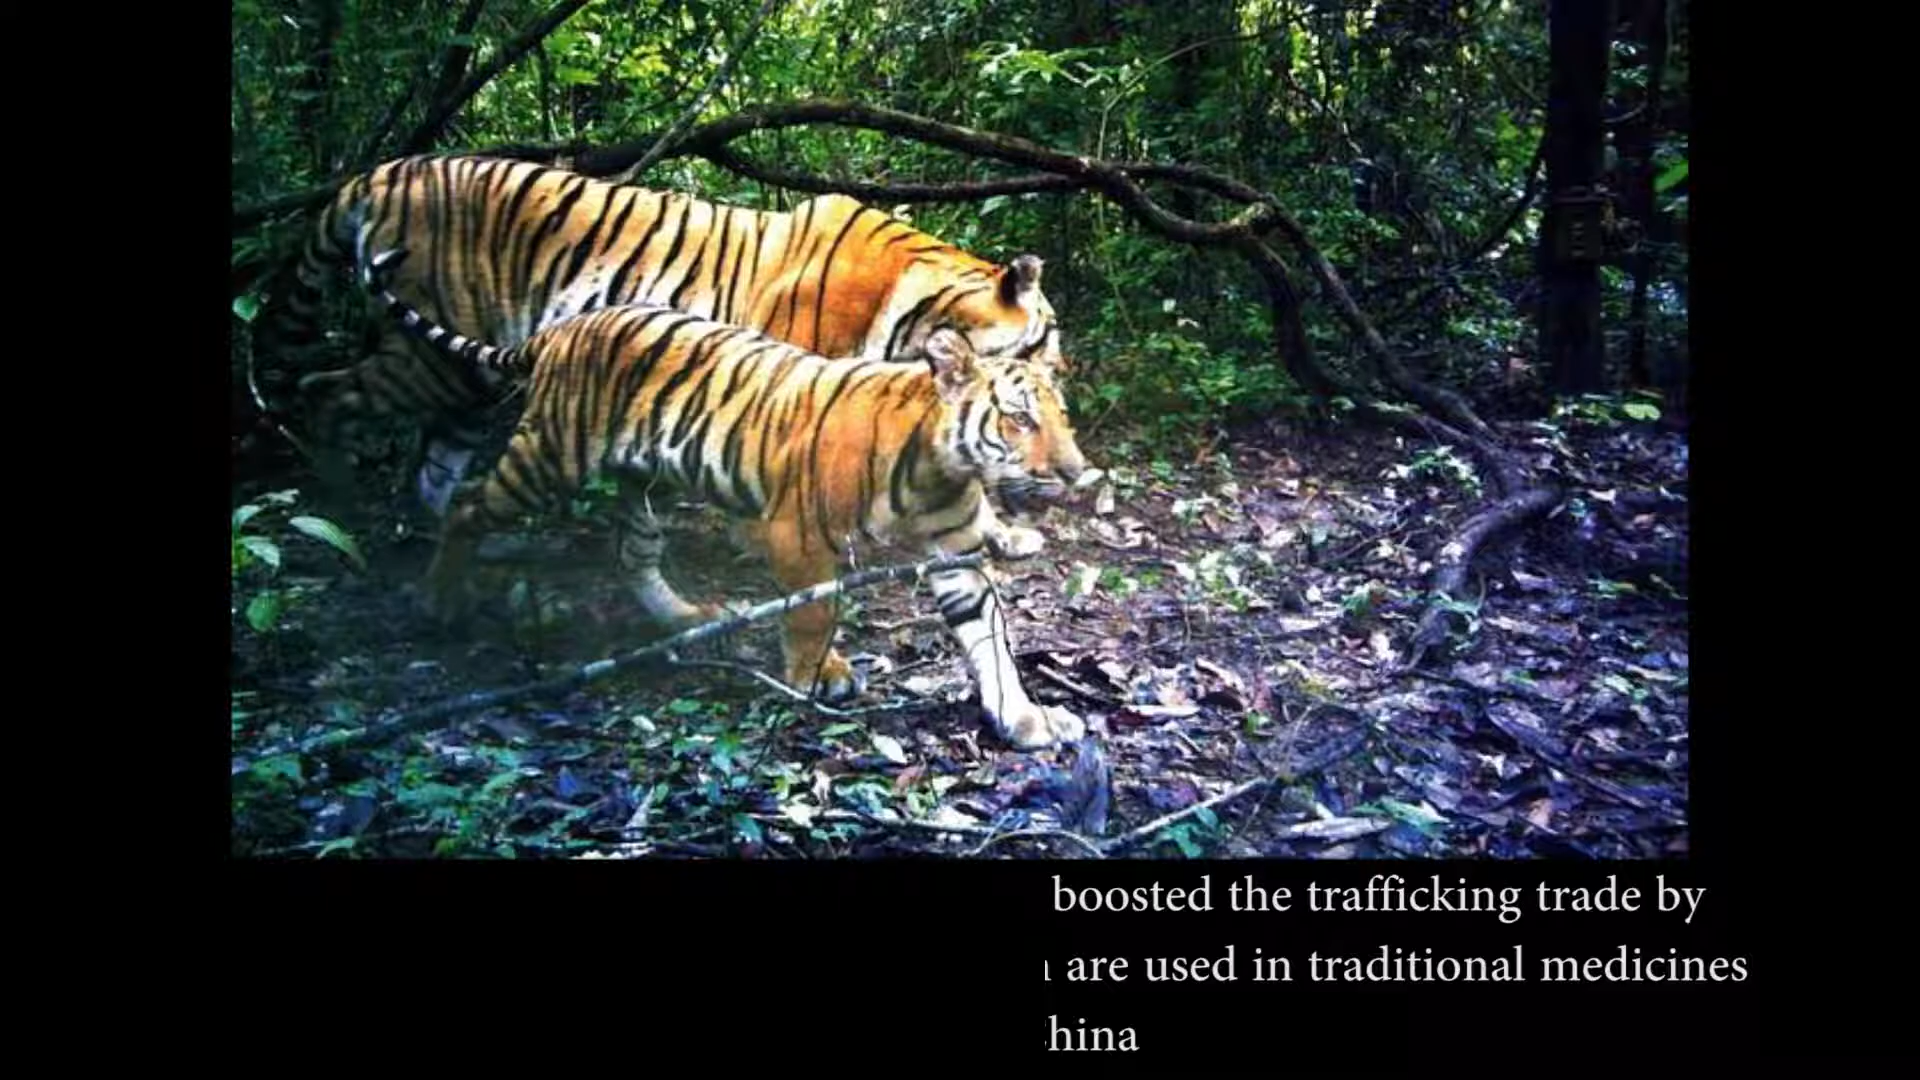 boosted the trafficking trade by
are used in traditional medicines